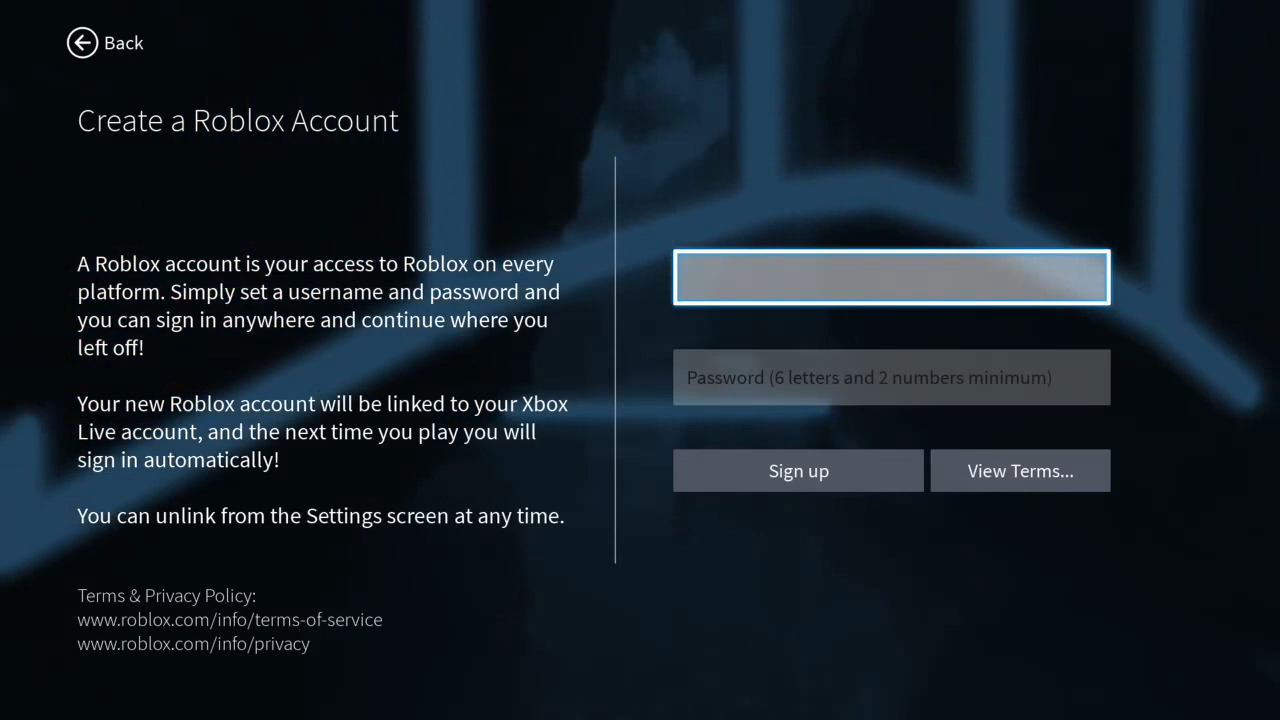 Back
Create a Roblox Account
A Roblox account is your access to Roblox on every
platform. Simply set a username and password and
you can sign in anywhere and continue where you
left off!
Your new Roblox account will be linked to your Xbox
Live account, and the next time you play you will
sign in automatically!
You can unlink from the Settings screen at any time.
Terms & Privacy Policy:
www.roblox.com/info/terms-of-service
www.roblox.com/info/privacy
Password (6 letters and 2 numbers minimum)
Sign up
View Terms...